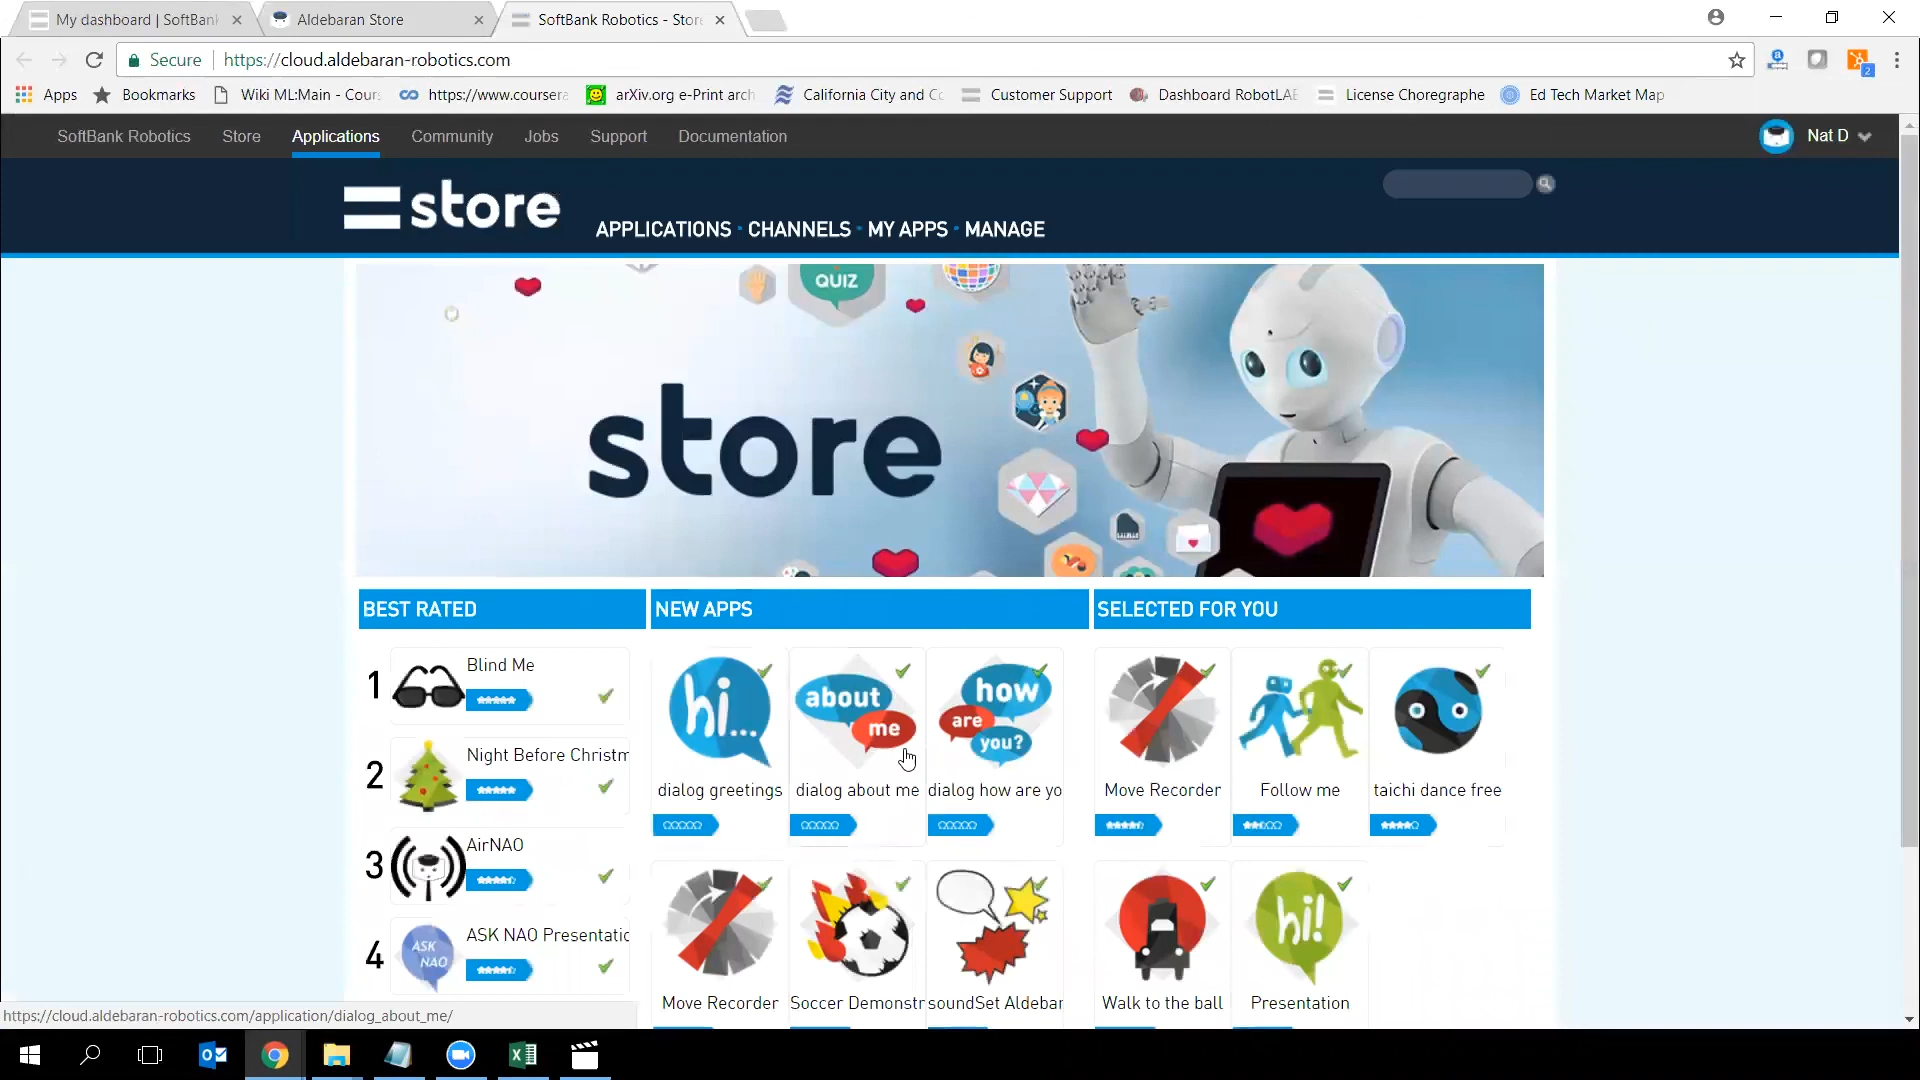 My dashboard | SoftBank
Aldebaran Store
SoftBank Robotics - Store
Secure
https://cloud.aldebaran-robotics.com
Apps
Bookmarks
Wiki ML:Main - Cours
https://www.coursera
arXiv.org e-Print arch
California City and Co
Customer Support
Dashboard RobotLAB
License Choregraphe
Ed Tech Market Map
2
SoftBank Robotics
Store
Applications
Community
Jobs
Support
Documentation
Nat D
store
APPLICATIONS · CHANNELS · MY APPS · MANAGE
QUIZ
store
BEST RATED
NEW APPS
SELECTED FOR YOU
1
Blind Me
2
Night Before Christm
3
AirNAO
4
ASK NAO
ASK NAO Presentatio
hi...
dialog greetings
about me
dialog about me
how are you?
dialog how are yo
Move Recorder
Follow me
taichi dance free
Move Recorder
Soccer Demonstr
soundSet Aldebar
Walk to the ball
hi!
Presentation
https://cloud.aldebaran-robotics.com/application/dialog_about_me/